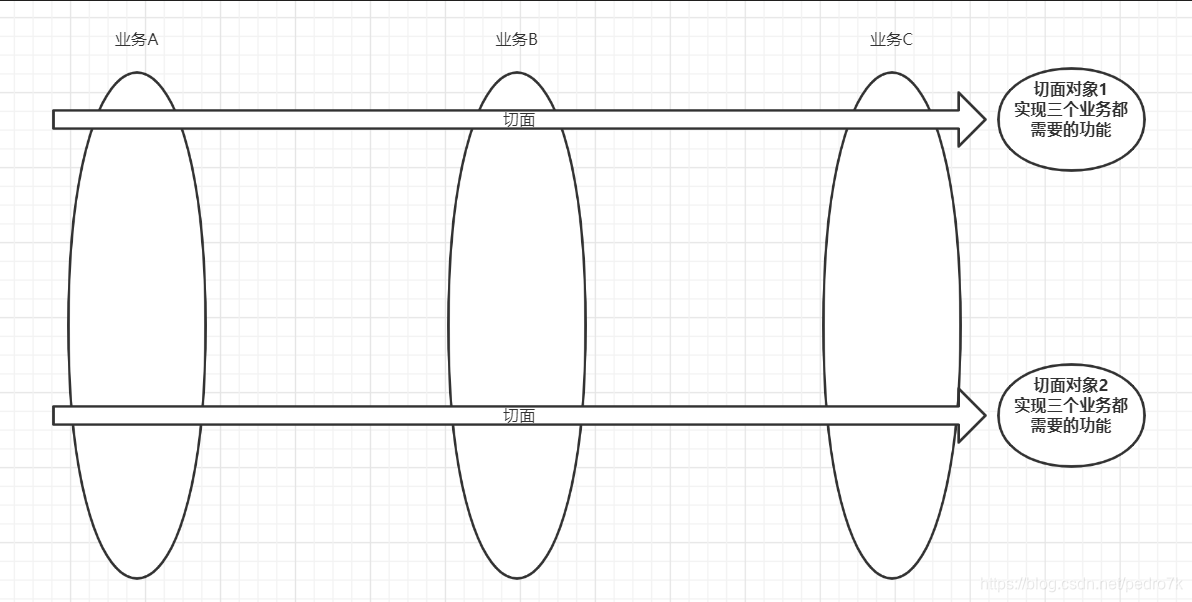 业务A
业务B
业务C
切面
切面对象1
实现三个业务都
需要的功能
切面
切面对象2
实现三个业务都
需要的功能
https://blog.csdn.net/pedro7k